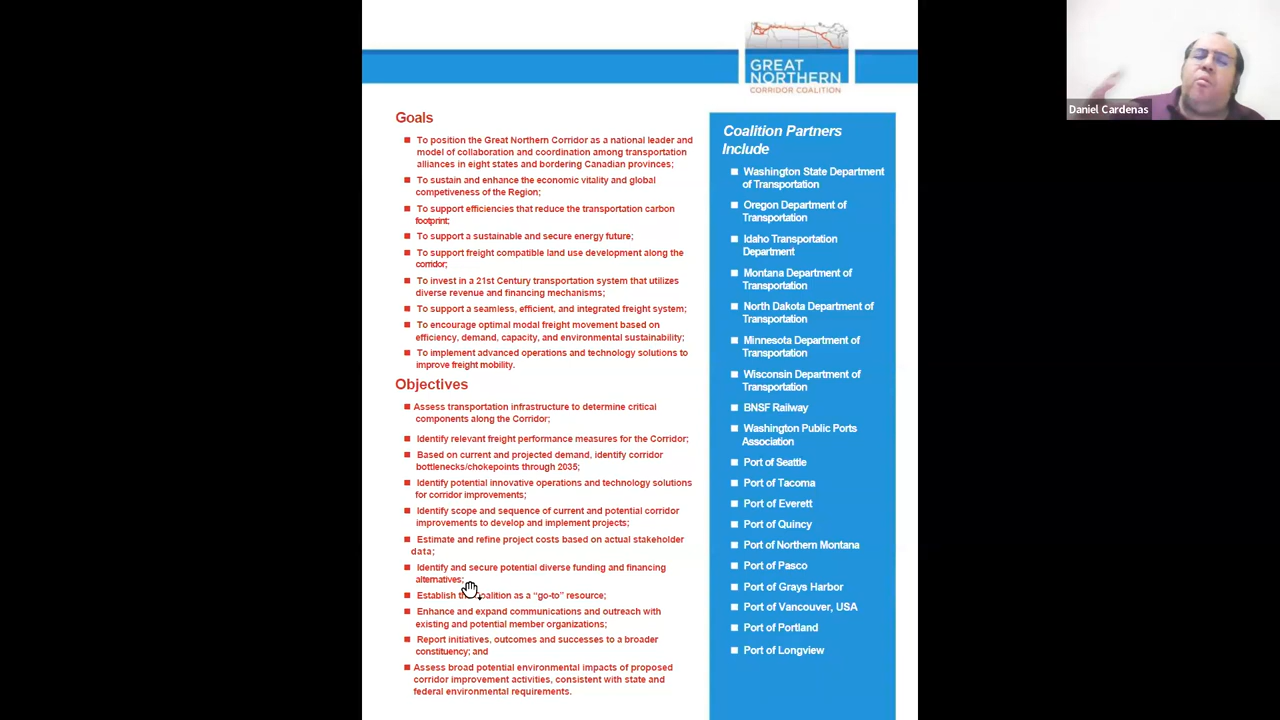 GREAT
NORTHERN
CORRIDOR COALITION
Daniel Cardenas
Goals
To position the Great Northern Corridor as a national leader and
model of collaboration and coordination among transportation
alliances in eight states and bordering Canadian provinces;
To sustain and enhance the economic vitality and global
competiveness of the Region;
To support efficiencies that reduce the transportation carbon
footprint;
To support a sustainable and secure energy future;
To support freight compatible land use development along the
corridor;
To invest in a 21st Century transportation system that utilizes
diverse revenue and financing mechanisms;
To support a seamless, efficient, and integrated freight system;
To encourage optimal modal freight movement based on
efficiency, demand, capacity, and environmental sustainability;
To implement advanced operations and technology solutions to
improve freight mobility.
Objectives
Assess transportation infrastructure to determine critical
components along the Corridor;
Identify relevant freight performance measures for the Corridor;
Based on current and projected demand, identify corridor
bottlenecks/chokepoints through 2035;
Identify potential innovative operations and technology solutions
for corridor improvements;
Identify scope and sequence of current and potential corridor
improvements to develop and implement projects;
Estimate and refine project costs based on actual stakeholder
data;
Identify and secure potential diverse funding and financing
alternatives;
Establish as a “go-to” resource;
Enhance and expand communications and outreach with
existing and potential member organizations;
Report initiatives, outcomes and successes to a broader
constituency; and
Assess broad potential environmental impacts of proposed
corridor improvement activities, consistent with state and
federal environmental requirements.
Coalition Partners
Include
Washington State Department
of Transportation
Oregon Department of
Transportation
Idaho Transportation
Department
Montana Department of
Transportation
North Dakota Department of
Transportation
Minnesota Department of
Transportation
Wisconsin Department of
Transportation
BNSF Railway
Washington Public Ports
Association
Port of Seattle
Port of Tacoma
Port of Everett
Port of Quincy
Port of Northern Montana
Port of Pasco
Port of Grays Harbor
Port of Vancouver, USA
Port of Portland
Port of Longview